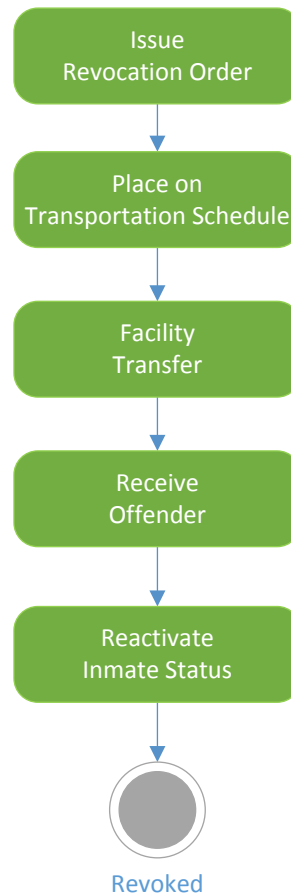 Issue
Revocation Order
Place on
Transportation Schedule
Facility
Transfer
Receive
Offender
Reactivate
Inmate Status
Revoked